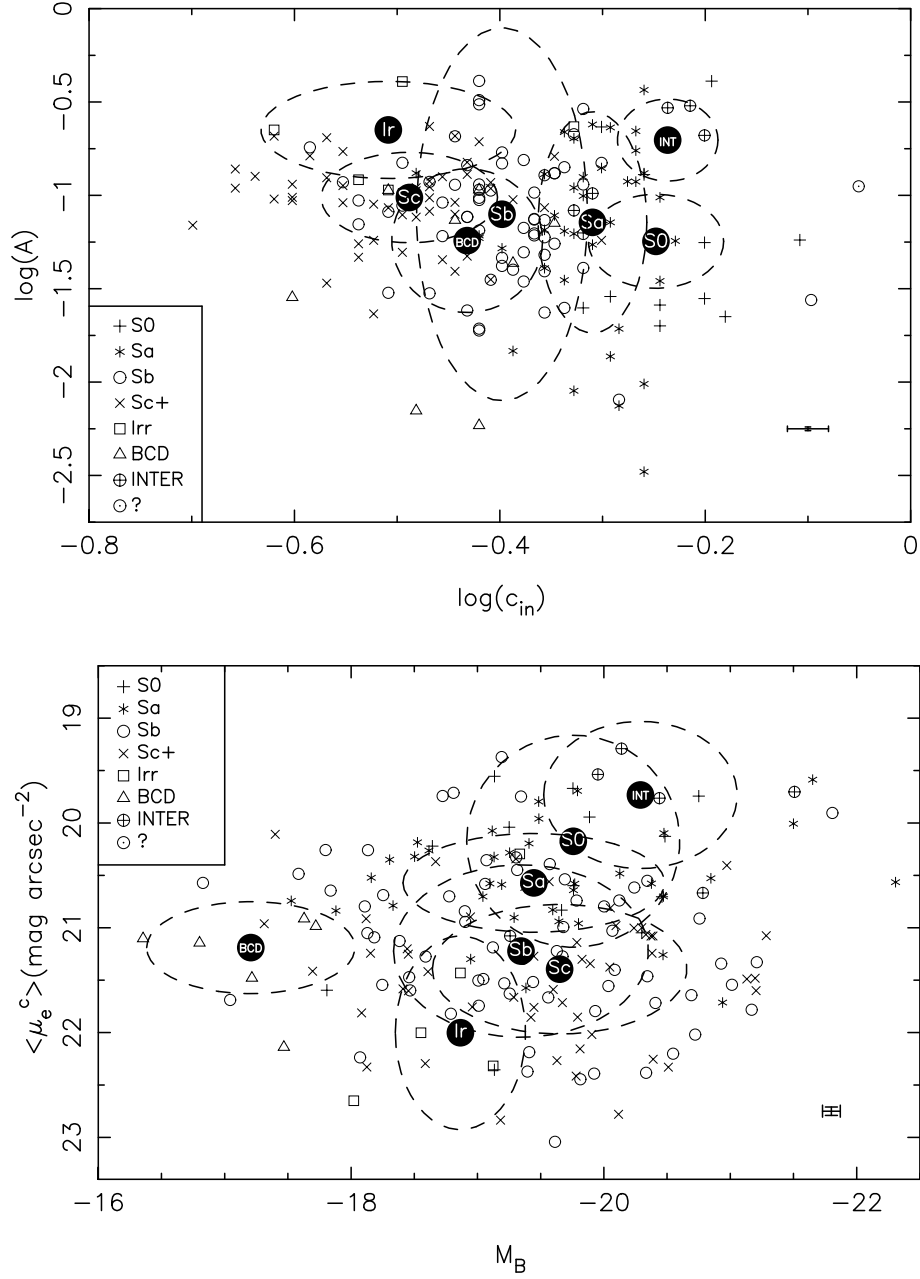 0
−0.5
−1
−1.5
−2
−2.5
log(A)
Ir
INT
Sc
Sb
Sa
BCD
S0
S0
Sa
Sb
Sc+
Irr
BCD
INTER
?
−0.8 −0.6 −0.4 −0.2 0
log(c_in)
S0
Sa
Sb
Sc+
Irr
BCD
INTER
?
19
20
21
22
23
<μ_e^c>(mag arcsec^−2)
INT
S0
Sa
BCD
Sb
Sc
Ir
−16 −18 −20 −22
M_B